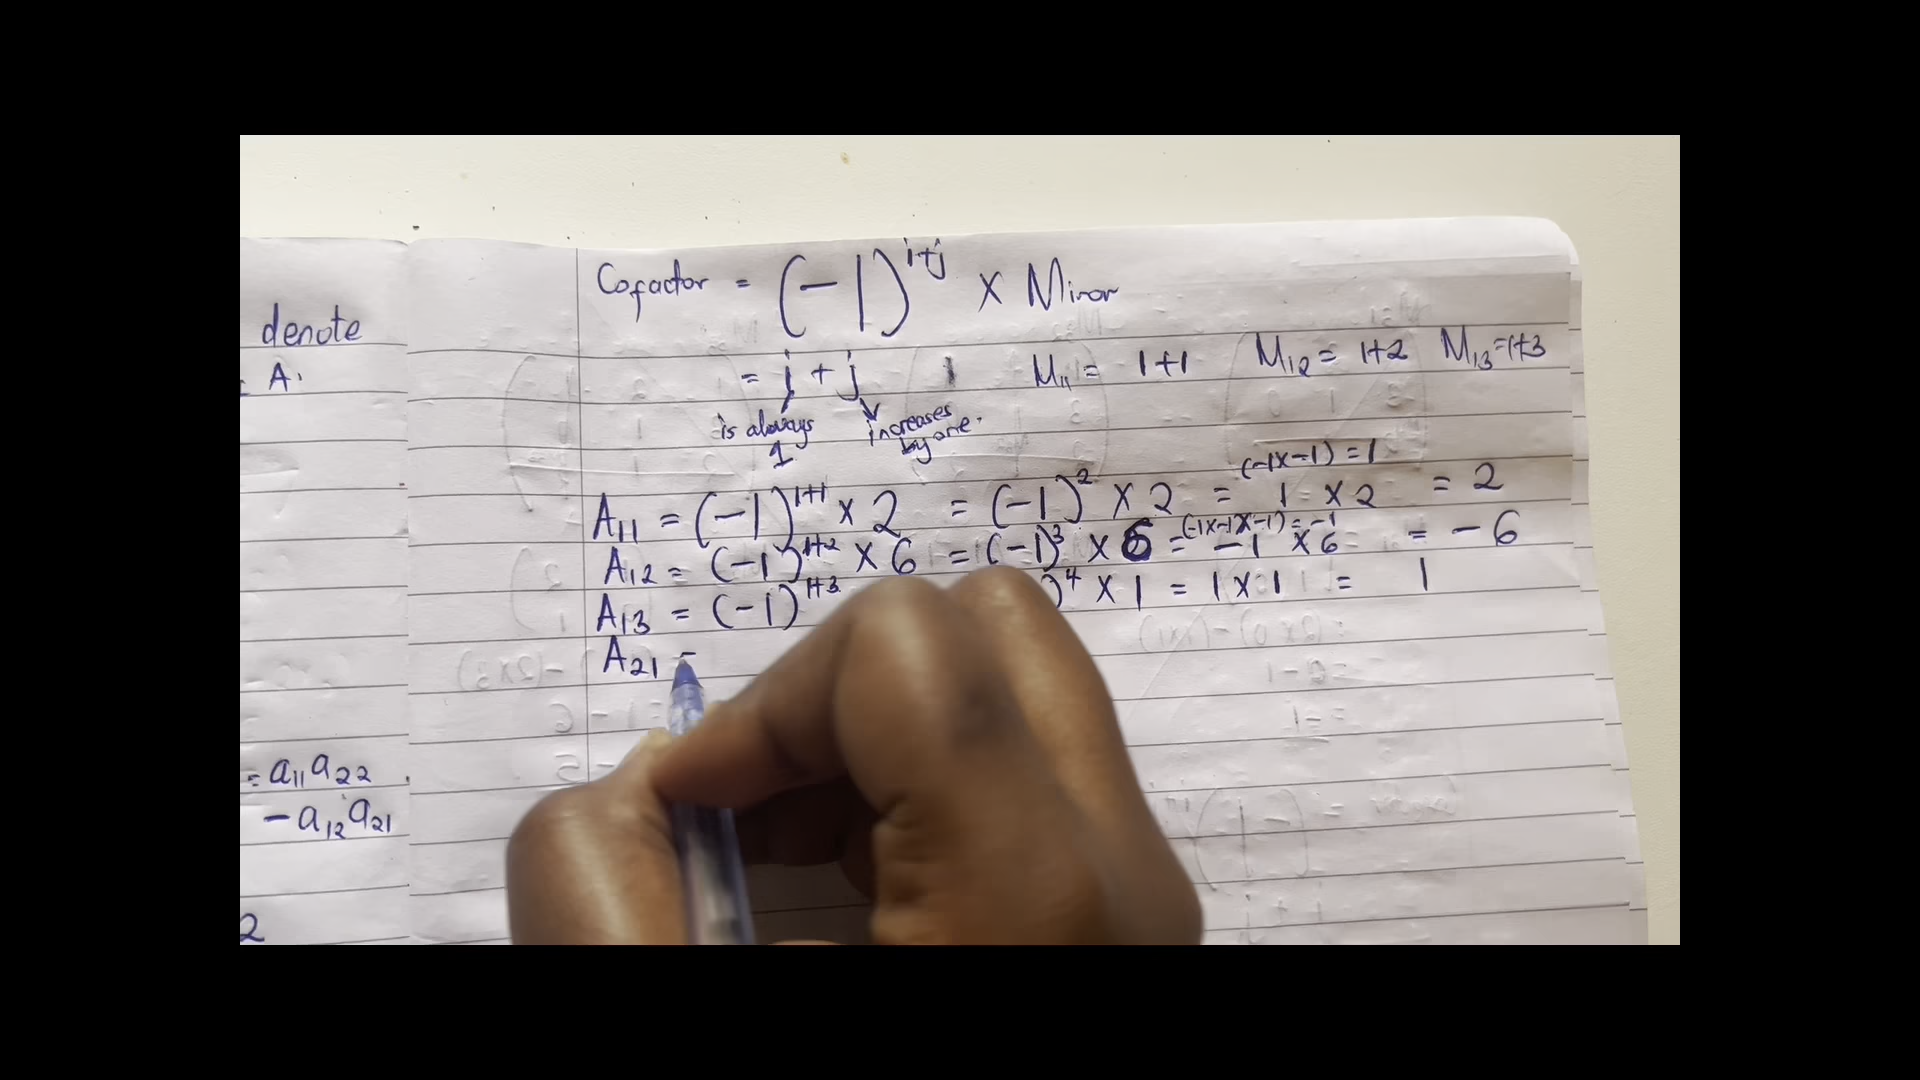 denote
A.
= a11a22
- a12a21
2
Cofactor = (-1)^i+j × Minor
= i + j 1 M11 = 1+1 M12 = 1+2 M13 = 1+3
is always 1
increases by one.
(-1x-1) = 1
A11 = (-1)^1+1 × 2 = (-1)^2 × 2 = 1 × 2 = 2
(-1x-1x-1) = -1
A12 = (-1)^1+2 × 6 = (-1)^3 × 6 = -1 × 6 = -6
A13 = (-1)^1+3 )^4 × 1 = 1 × 1 = 1
A21 =